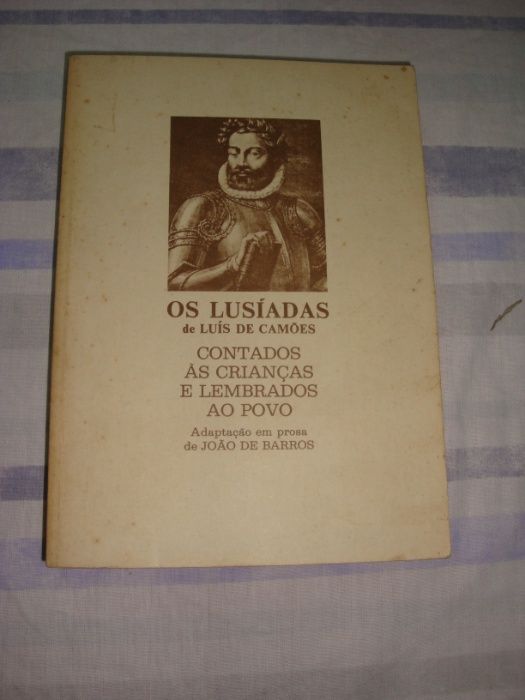 OS LUSÍADAS
de LUÍS DE CAMÕES
CONTADOS
ÀS CRIANÇAS
E LEMBRADOS
AO POVO
Adaptação em prosa
de JOÃO DE BARROS